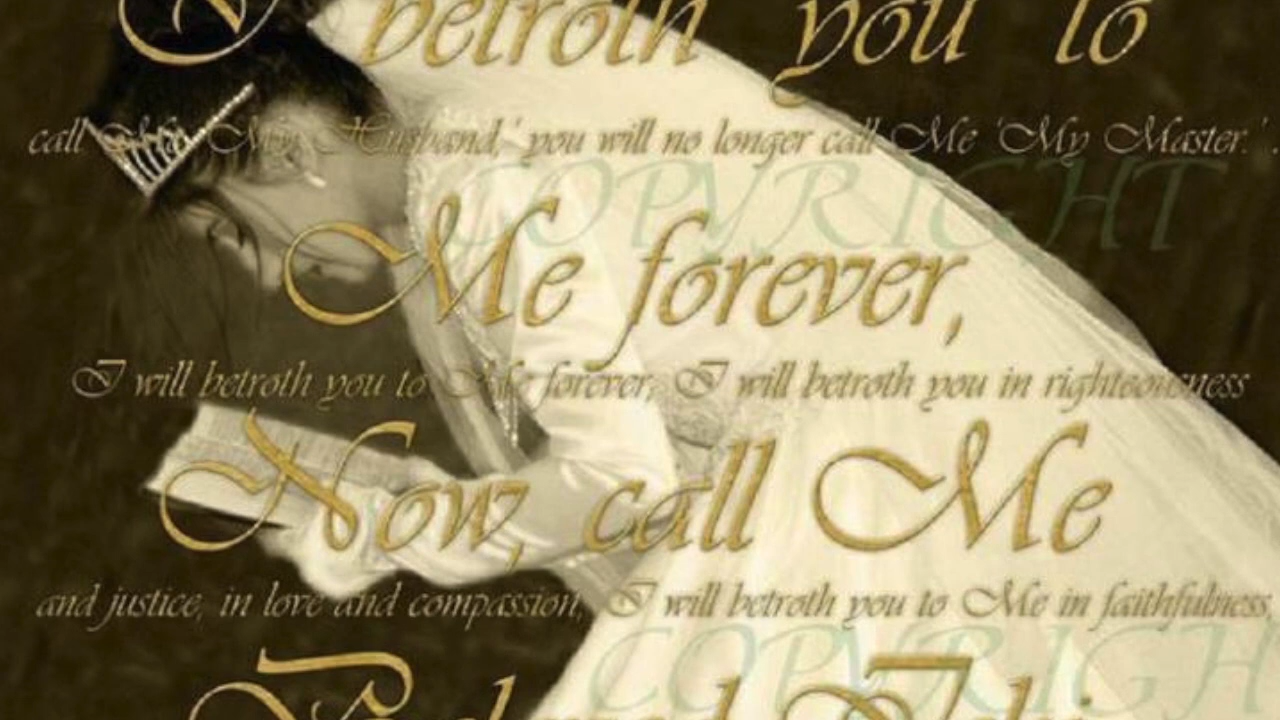 I betroth you to
call Me 'My Husband,' you will no longer call Me 'My Master.'
COPYRIGHT
Me forever,
I will betroth you to Me forever, I will betroth you in righteousness
Now, call Me
and justice, in love and compassion, I will betroth you to Me in faithfulness,
COPYRIGH